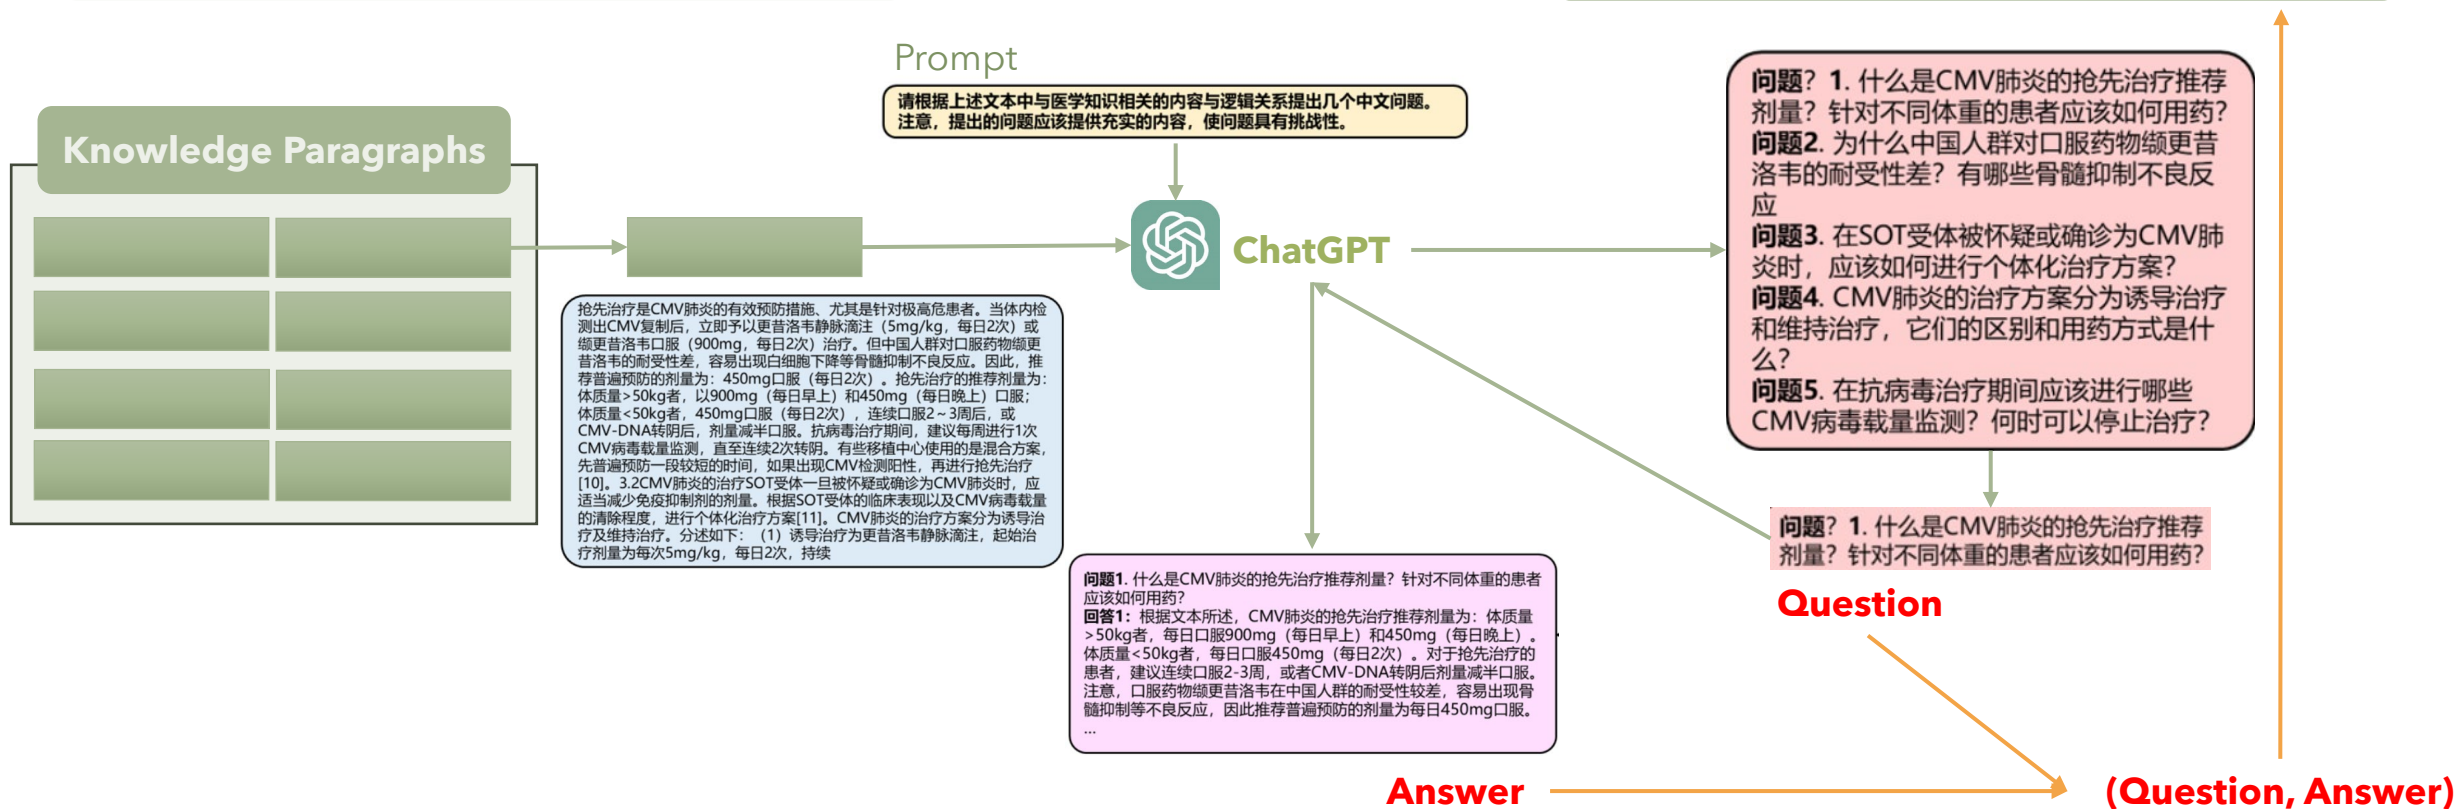 Prompt
请根据上述文本中与医学知识相关的内容与逻辑关系提出几个中文问题。
注意，提出的问题应该提供充实的内容，使问题具有挑战性。
Knowledge Paragraphs
ChatGPT
抢先治疗是CMV肺炎的有效预防措施、尤其是针对极高危患者。当体内检
测出CMV复制后，立即予以更昔洛韦静脉滴注（5mg/kg，每日2次）或
缬更昔洛韦口服（900mg，每日2次）治疗。但中国人群对口服药物缬更
昔洛韦的耐受性差，容易出现白细胞下降等骨髓抑制不良反应。因此，推
荐普遍预防的剂量为：450mg口服（每日2次）。抢先治疗的推荐剂量为：
体质量>50kg者，以900mg（每日早上）和450mg（每日晚上）口服；
体质量<50kg者，450mg口服（每日2次），连续口服2～3周后，或
CMV-DNA转阴后，剂量减半口服。抗病毒治疗期间，建议每周进行1次
CMV病毒载量监测，直至连续2次转阴。有些移植中心使用的是混合方案，
先普遍预防一段较短的时间，如果出现CMV检测阳性，再进行抢先治疗
[10]。3.2CMV肺炎的治疗SOT受体一旦被怀疑或确诊为CMV肺炎时，应
适当减少免疫抑制剂的剂量。根据SOT受体的临床表现以及CMV病毒载量
的清除程度，进行个体化治疗方案[11]。CMV肺炎的治疗方案分为诱导治
疗及维持治疗。分述如下：（1）诱导治疗为更昔洛韦静脉滴注，起始治
疗剂量为每次5mg/kg，每日2次，持续
问题？1. 什么是CMV肺炎的抢先治疗推荐
剂量？针对不同体重的患者应该如何用药？
问题2. 为什么中国人群对口服药物缬更昔
洛韦的耐受性差？有哪些骨髓抑制不良反
应
问题3. 在SOT受体被怀疑或确诊为CMV肺
炎时，应该如何进行个体化治疗方案？
问题4. CMV肺炎的治疗方案分为诱导治疗
和维持治疗，它们的区别和用药方式是什
么？
问题5. 在抗病毒治疗期间应该进行哪些
CMV病毒载量监测？何时可以停止治疗？
问题？1. 什么是CMV肺炎的抢先治疗推荐
剂量？针对不同体重的患者应该如何用药？
Question
问题1. 什么是CMV肺炎的抢先治疗推荐剂量？针对不同体重的患者
应该如何用药？
回答1：根据文本所述，CMV肺炎的抢先治疗推荐剂量为：体质量
>50kg者，每日口服900mg（每日早上）和450mg（每日晚上）。
体质量<50kg者，每日口服450mg（每日2次）。对于抢先治疗的
患者，建议连续口服2-3周，或者CMV-DNA转阴后剂量减半口服。
注意，口服药物缬更昔洛韦在中国人群的耐受性较差，容易出现骨
髓抑制等不良反应，因此推荐普遍预防的剂量为每日450mg口服。
...
Answer
(Question, Answer)